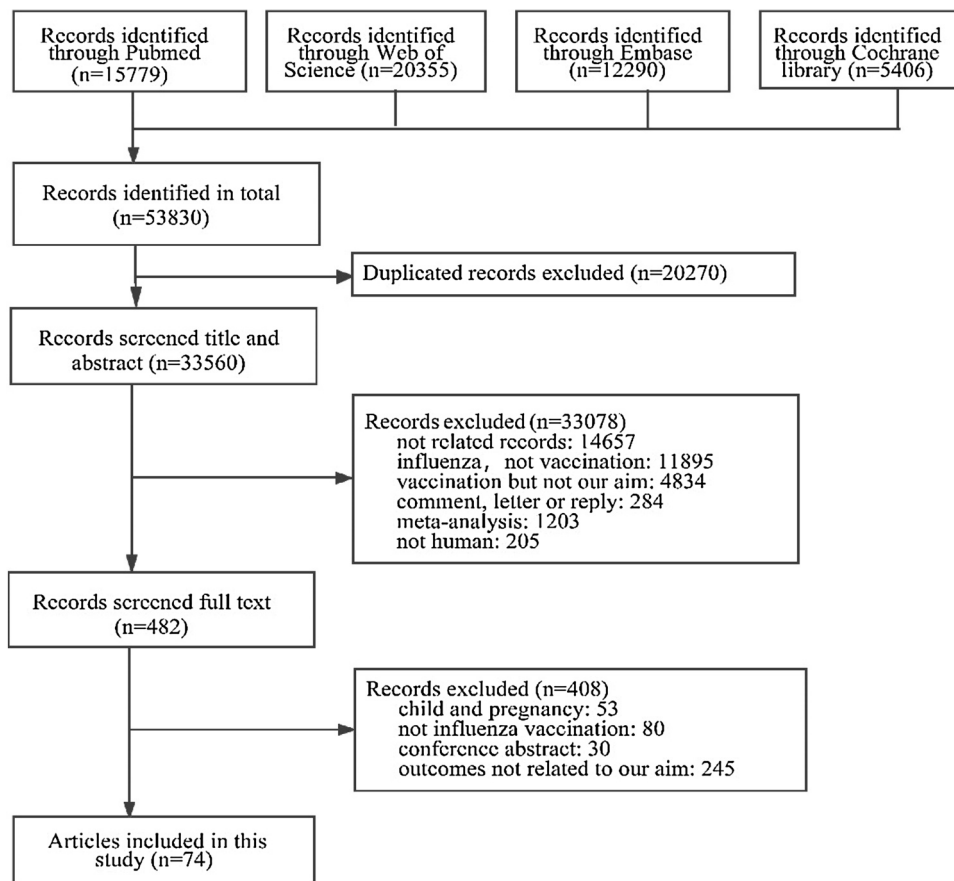 Records identified
through Pubmed
(n=15779)
Records identified
through Web of
Science (n=20355)
Records identified
through Embase
(n=12290)
Records identified
through Cochrane
library (n=5406)
Records identified in total
(n=53830)
Duplicated records excluded (n=20270)
Records screened title and
abstract (n=33560)
Records excluded (n=33078)
not related records: 14657
influenza, not vaccination: 11895
vaccination but not our aim: 4834
comment, letter or reply: 284
meta-analysis: 1203
not human: 205
Records screened full text
(n=482)
Records excluded (n=408)
child and pregnancy: 53
not influenza vaccination: 80
conference abstract: 30
outcomes not related to our aim: 245
Articles included in this
study (n=74)